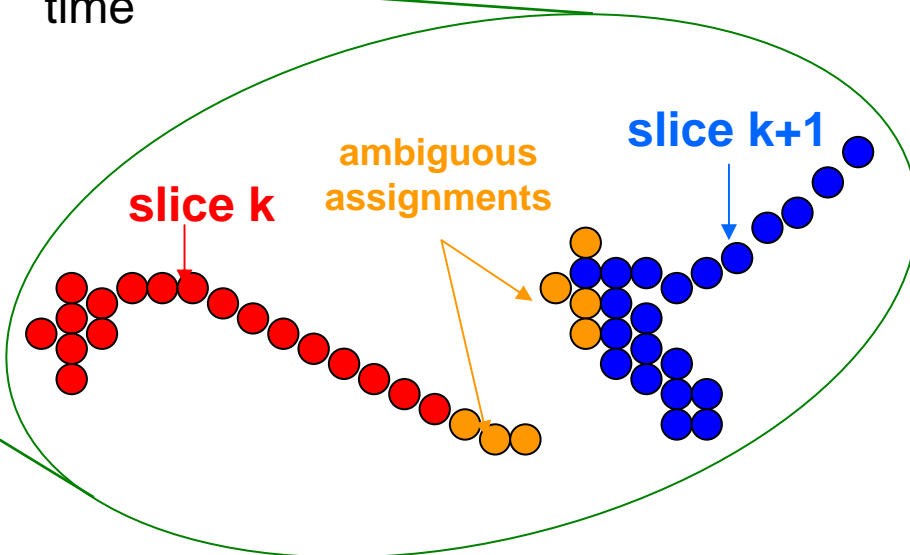 time
ambiguous
assignments
slice k+1
slice k